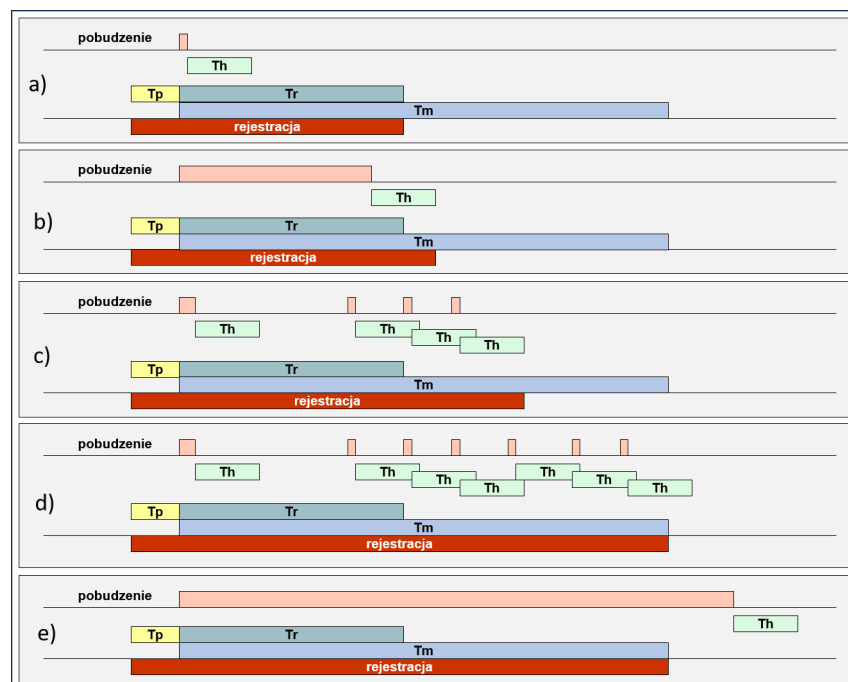 pobudzenie
Th
a)
Tp Tr
Tm
rejestracja
pobudzenie
Th
b)
Tp Tr
Tm
rejestracja
pobudzenie
Th Th
Th
Th
c)
Tp Tr
Tm
rejestracja
pobudzenie
Th Th Th
Th Th
Th Th
d)
Tp Tr
Tm
rejestracja
pobudzenie
Th
e)
Tp Tr
Tm
rejestracja